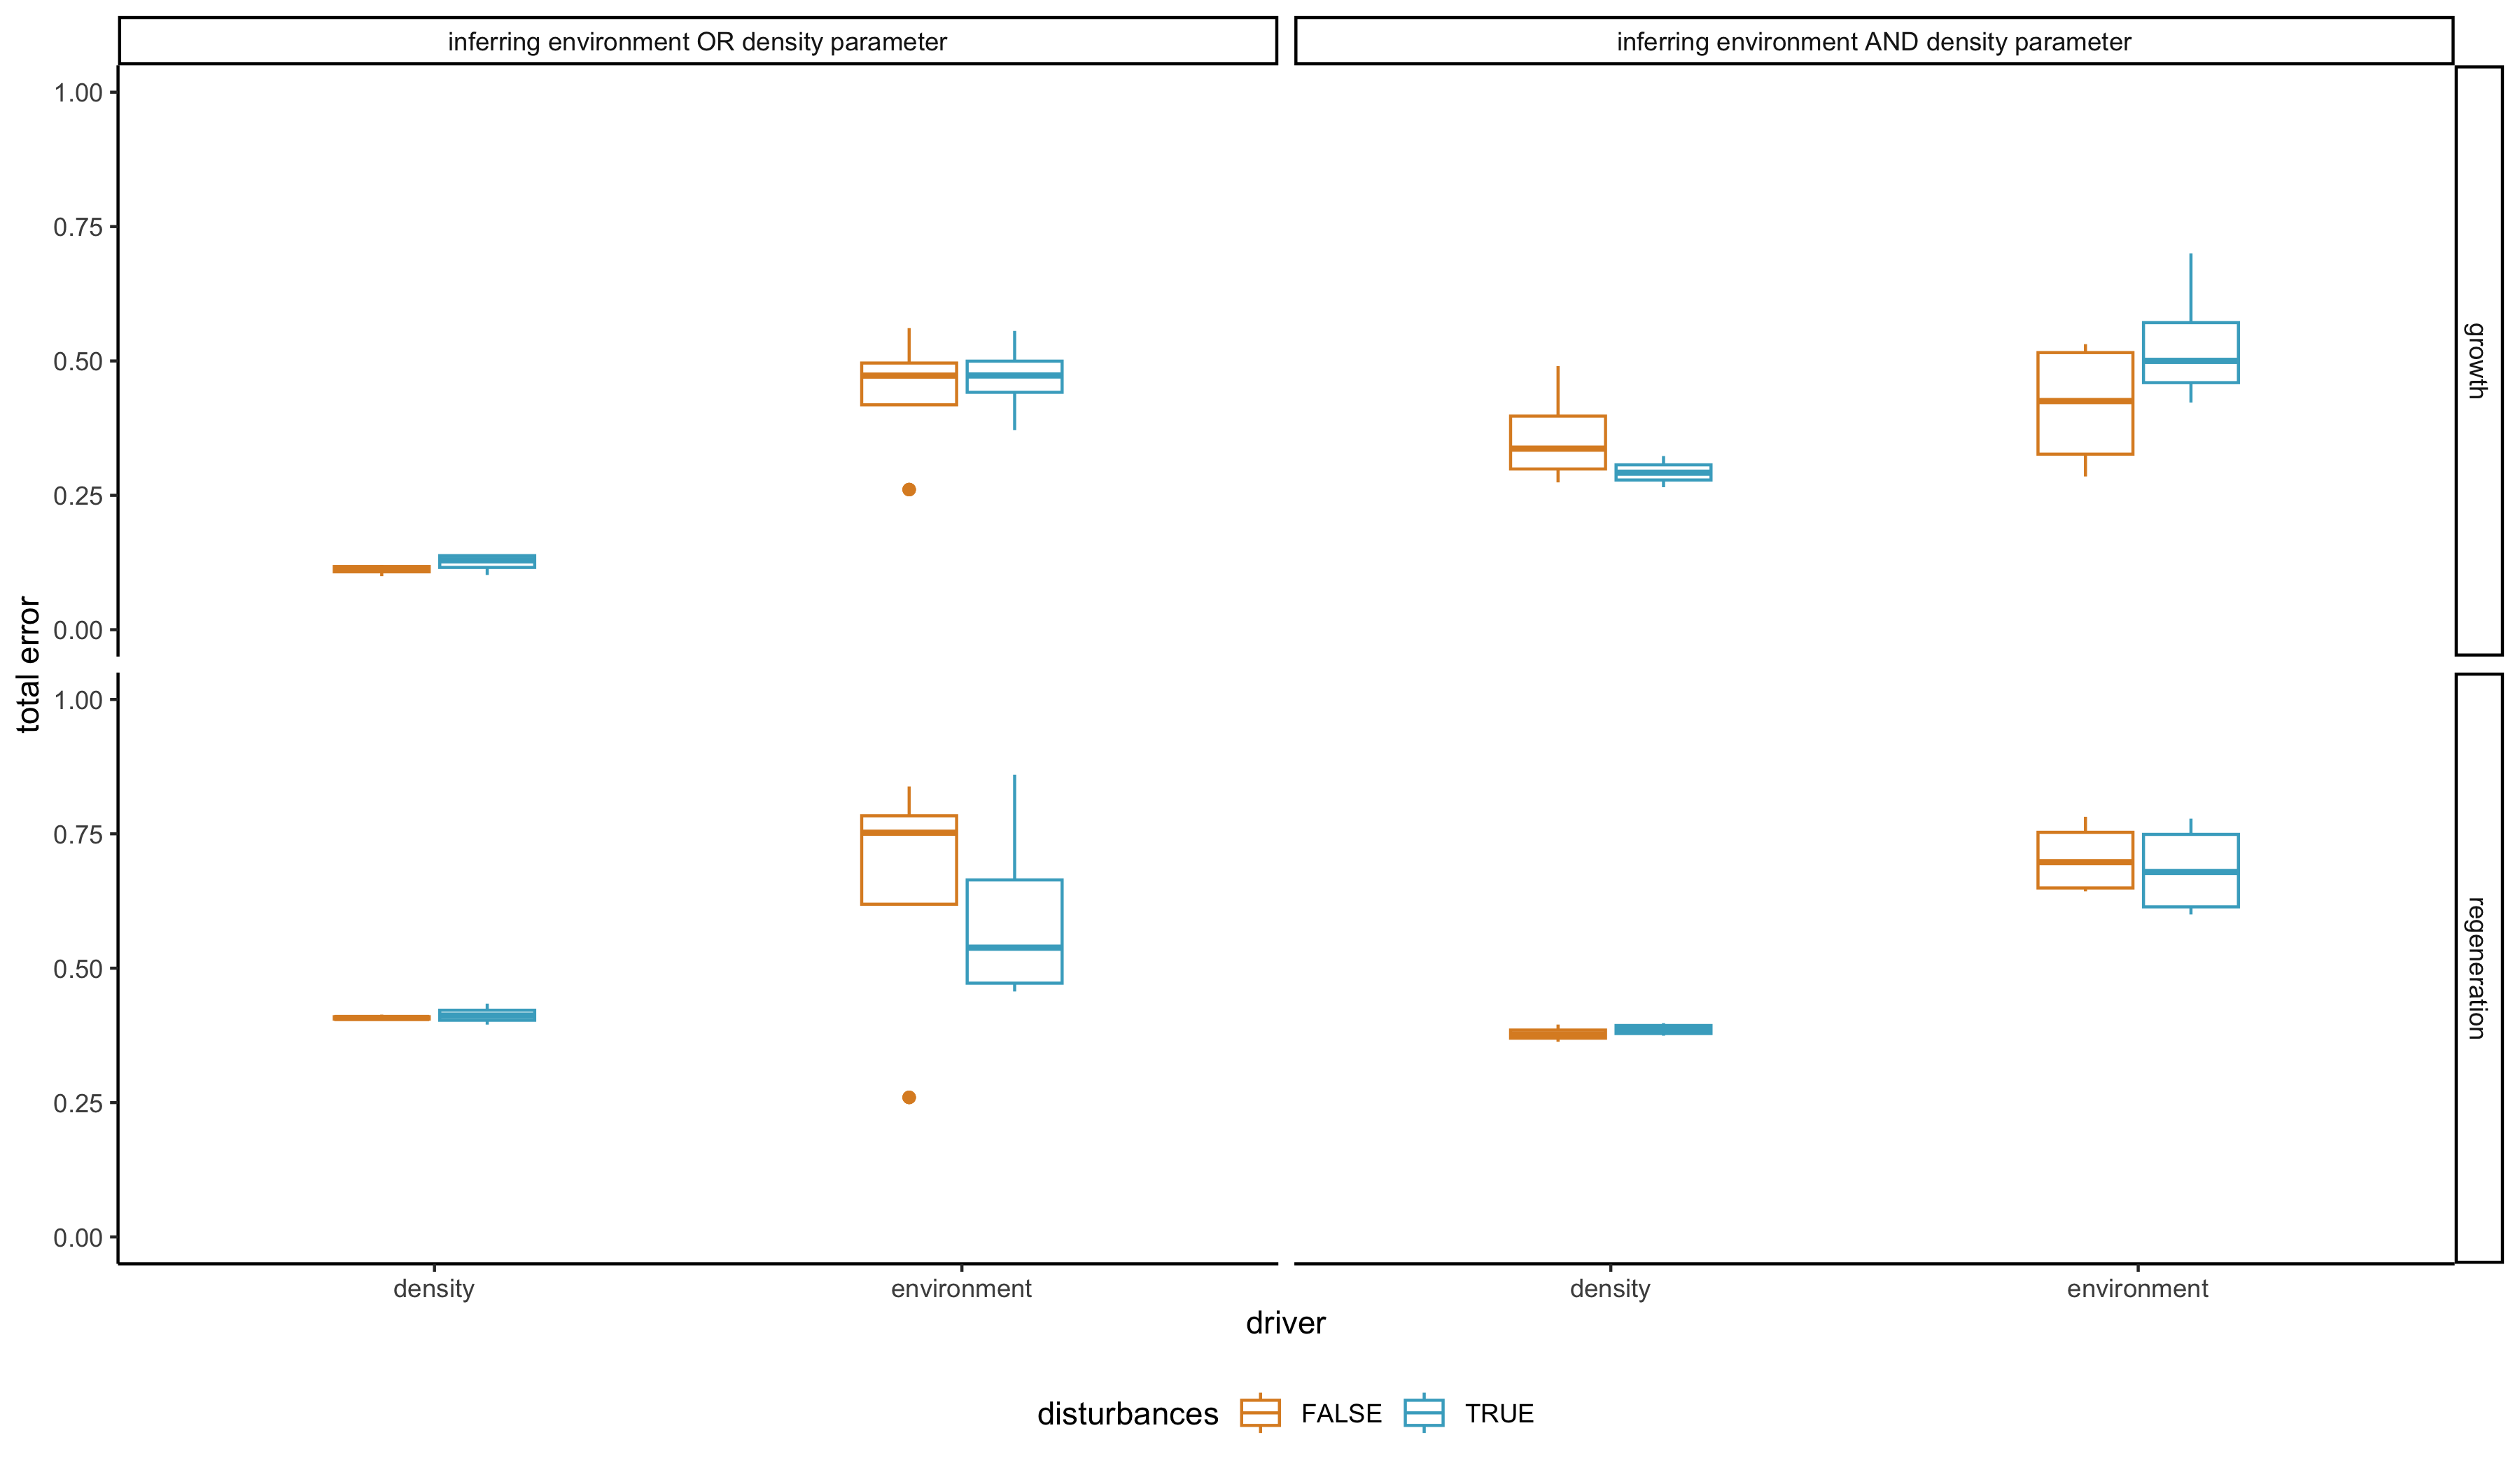 inferring environment OR density parameter
inferring environment AND density parameter
1.00
0.75
0.50
0.25
0.00
growth
total error
1.00
0.75
0.50
0.25
0.00
regeneration
density
environment
density
environment
driver
disturbances FALSE TRUE